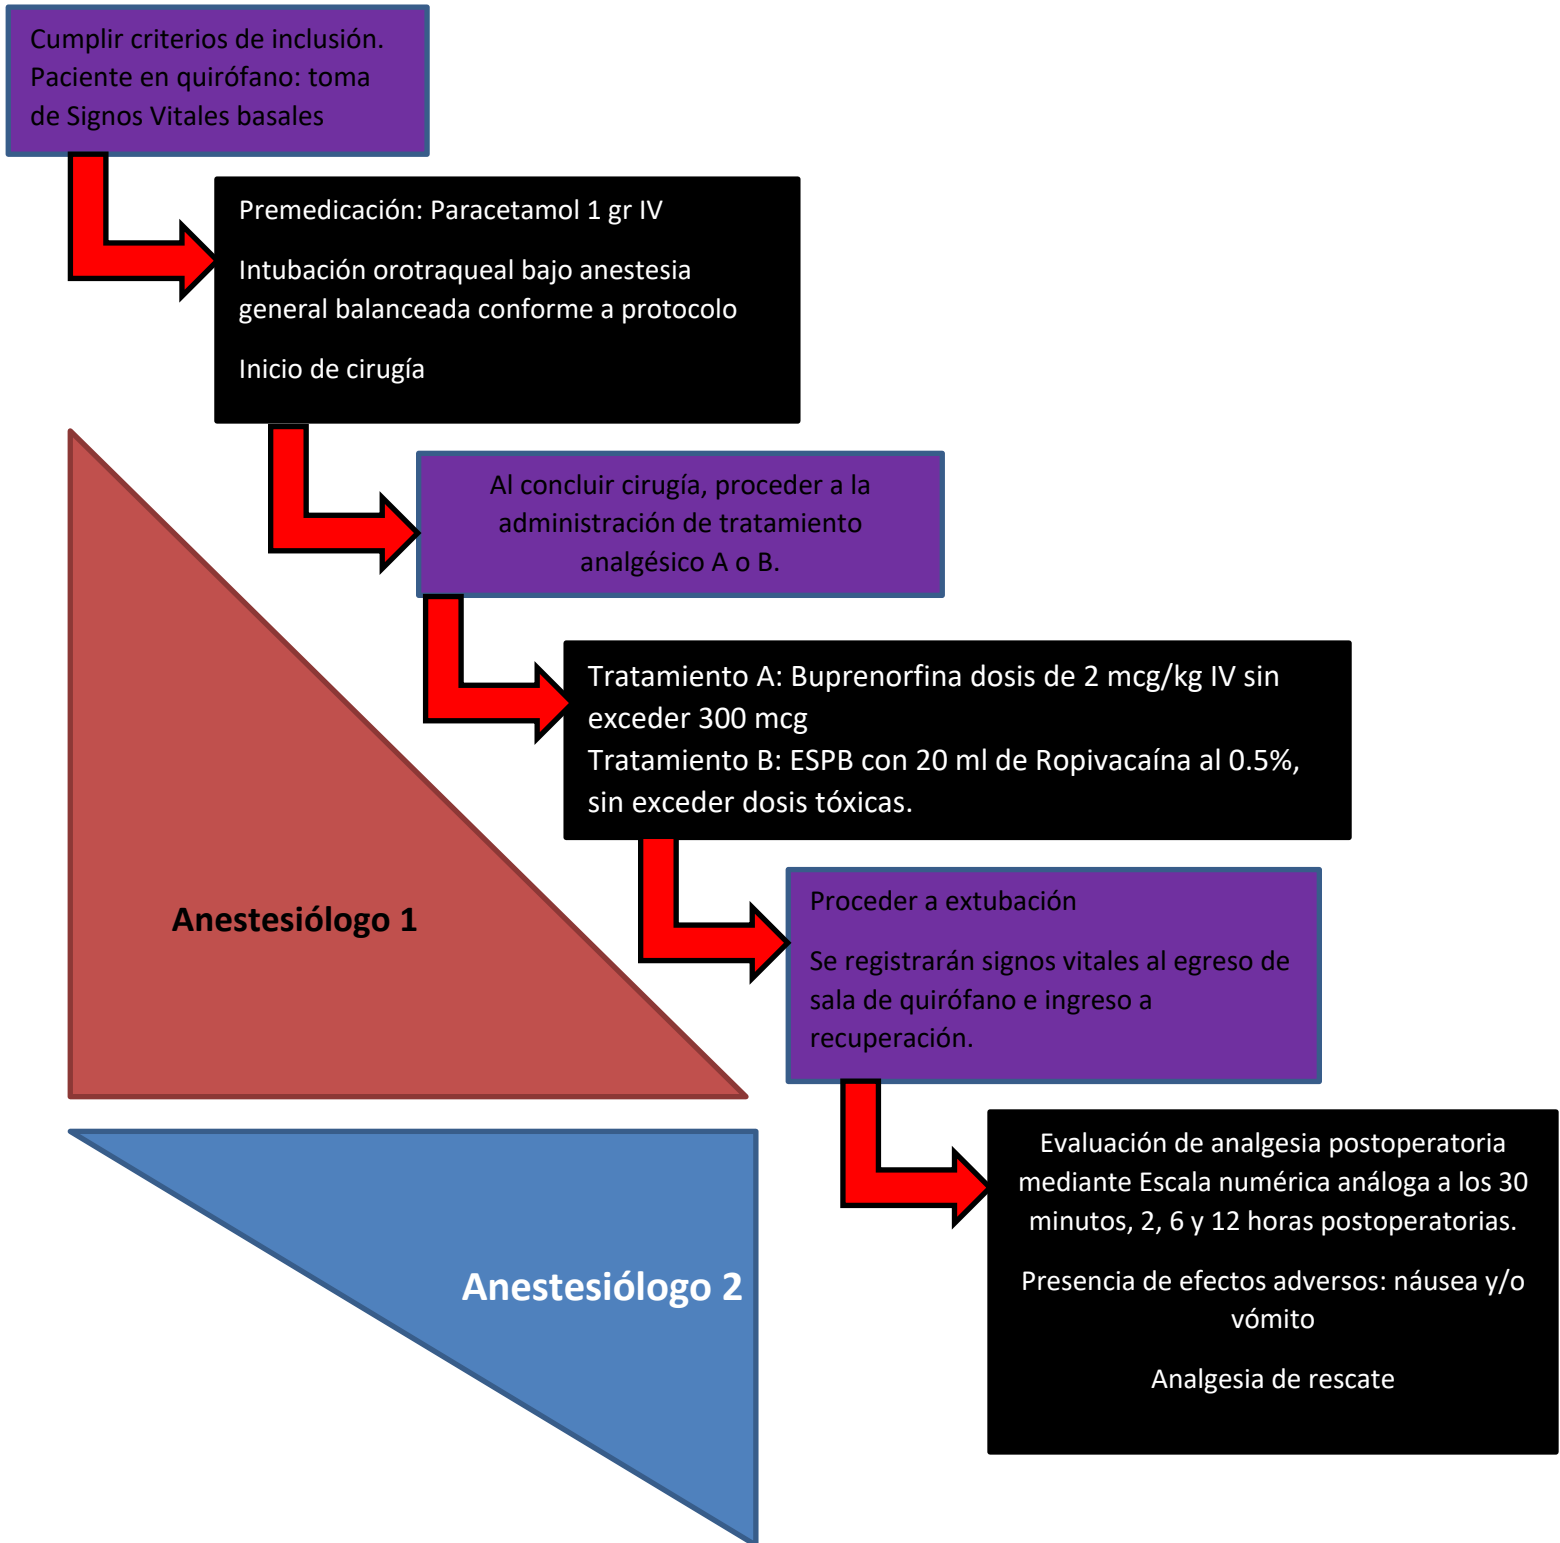 Cumplir criterios de inclusión.
Paciente en quirófano: toma
de Signos Vitales basales
Premedicación: Paracetamol 1 gr IV
Intubación orotraqueal bajo anestesia
general balanceada conforme a protocolo
Inicio de cirugía
Al concluir cirugía, proceder a la
administración de tratamiento
analgésico A o B.
Tratamiento A: Buprenorfina dosis de 2 mcg/kg IV sin
exceder 300 mcg
Tratamiento B: ESPB con 20 ml de Ropivacaína al 0.5%,
sin exceder dosis tóxicas.
Anestesiólogo 1
Proceder a extubación
Se registrarán signos vitales al egreso de
sala de quirófano e ingreso a
recuperación.
Evaluación de analgesia postoperatoria
mediante Escala numérica análoga a los 30
minutos, 2, 6 y 12 horas postoperatorias.
Presencia de efectos adversos: náusea y/o
vómito
Analgesia de rescate
Anestesiólogo 2